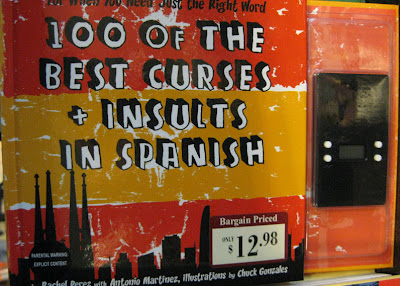 For When You Need Just the Right Word
100 OF THE
BEST CURSES
+ INSULTS
IN SPANISH
Bargain Priced
ONLY
$12.98
PARENTAL WARNING
EXPLICIT CONTENT
Rachel Perez with Antonio Martinez, Illustrations by Chuck Gonzales